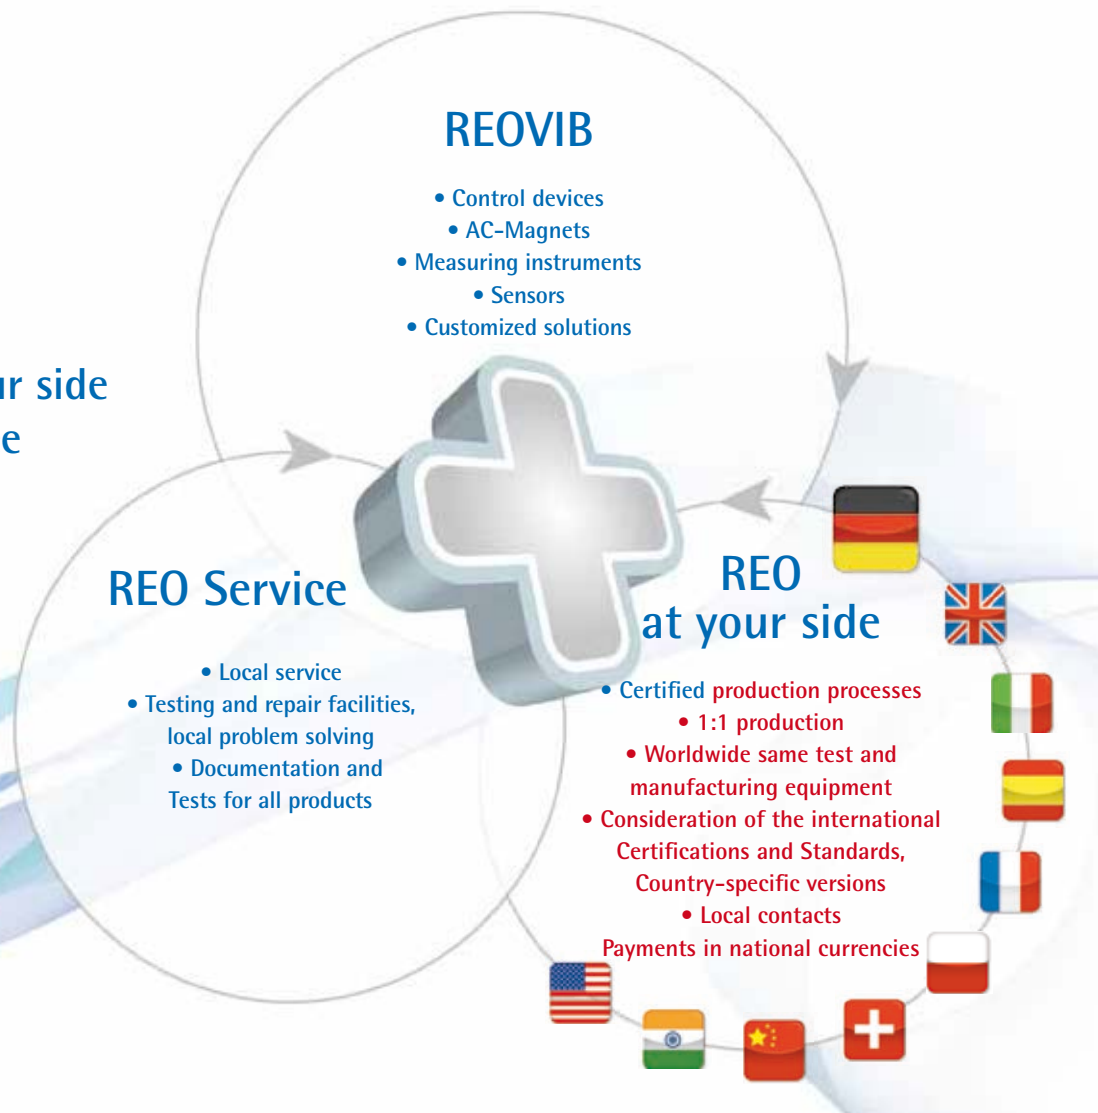 REOVIB
• Control devices
• AC-Magnets
• Measuring instruments
• Sensors
• Customized solutions
side
REO Service
• Local service
• Testing and repair facilities,
local problem solving
• Documentation and
Tests for all products
REO
at your side
• Certified production processes
• 1:1 production
• Worldwide same test and
manufacturing equipment
• Consideration of the international
Certifications and Standards,
Country-specific versions
• Local contacts
Payments in national currencies